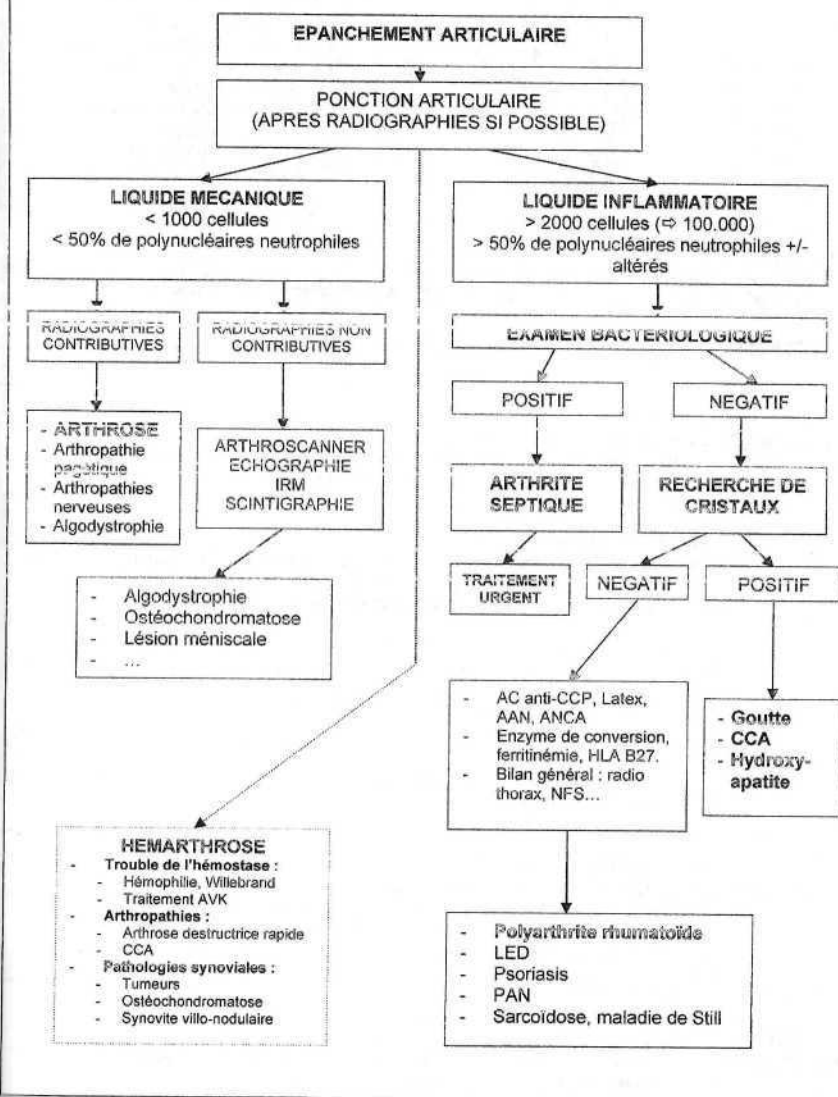 EPANCHEMENT ARTICULAIRE
PONCTION ARTICULAIRE
(APRES RADIOGRAPHIES SI POSSIBLE)
LIQUIDE MECANIQUE
< 1000 cellules
< 50% de polynucléaires neutrophiles
LIQUIDE INFLAMMATOIRE
> 2000 cellules (⇨ 100.000)
> 50% de polynucléaires neutrophiles +/-
altérés
RADIOGRAPHIES
CONTRIBUTIVES
RADIOGRAPHIES NON
CONTRIBUTIVES
EXAMEN BACTERIOLOGIQUE
POSITIF
NEGATIF
- ARTHROSE
- Arthropathie
pagétique
- Arthropathies
nerveuses
- Algodystrophie
ARTHROSCANNER
ECHOGRAPHIE
IRM
SCINTIGRAPHIE
ARTHRITE
SEPTIQUE
RECHERCHE DE
CRISTAUX
TRAITEMENT
URGENT
NEGATIF
POSITIF
- Algodystrophie
- Ostéochondromatose
- Lésion méniscale
- ...
- AC anti-CCP, Latex,
AAN, ANCA
- Enzyme de conversion,
ferritinémie, HLA B27.
- Bilan général : radio
thorax, NFS...
- Goutte
- CCA
- Hydroxy-
apatite
HEMARTHROSE
- Trouble de l'hémostase :
- Hémophilie, Willebrand
- Traitement AVK
- Arthropathies :
- Arthrose destructrice rapide
- CCA
- Pathologies synoviales :
- Tumeurs
- Ostéochondromatose
- Synovite villo-nodulaire
- Polyarthrite rhumatoïde
- LED
- Psoriasis
- PAN
- Sarcoïdose, maladie de Still